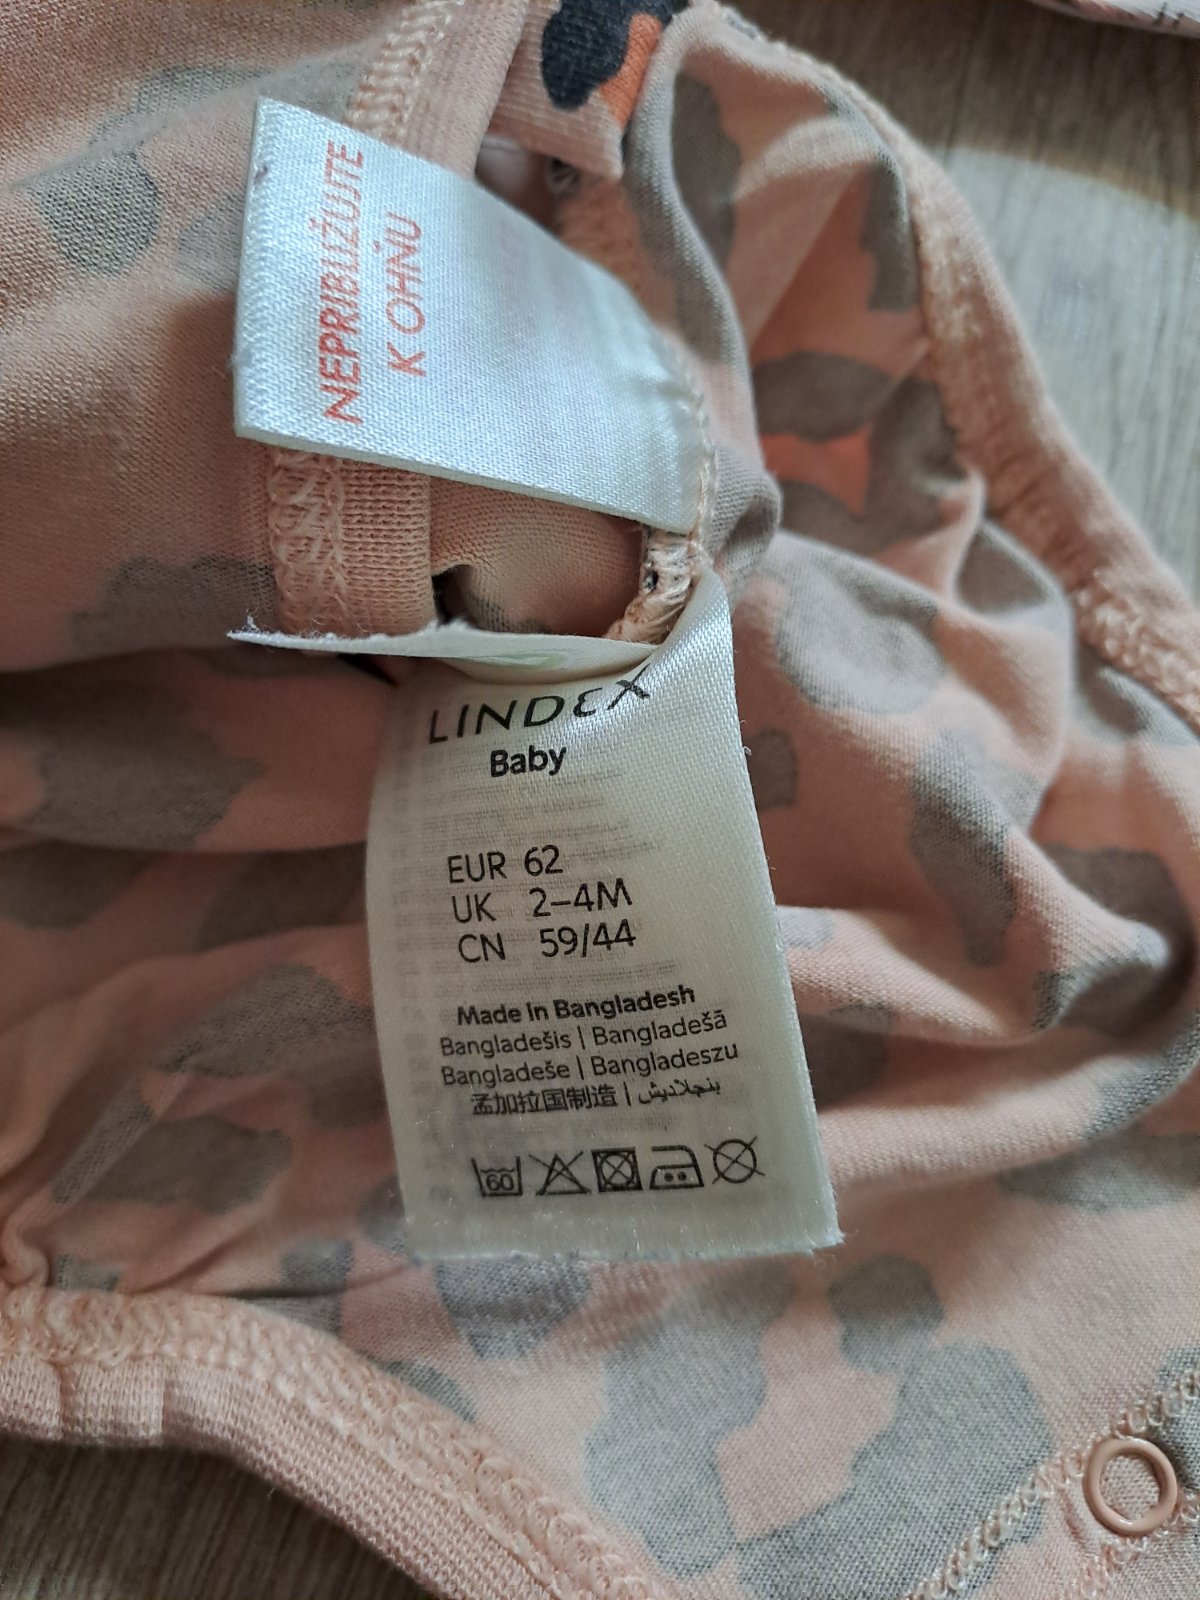 NEPRIBLIŽUJTE
K OHŇU
LINDEX
Baby
EUR 62
UK 2–4M
CN 59/44
Made in Bangladesh
Bangladešis | Bangladešā
Bangladeše | Bangladeszu
孟加拉国制造 | بنجلاديش
60